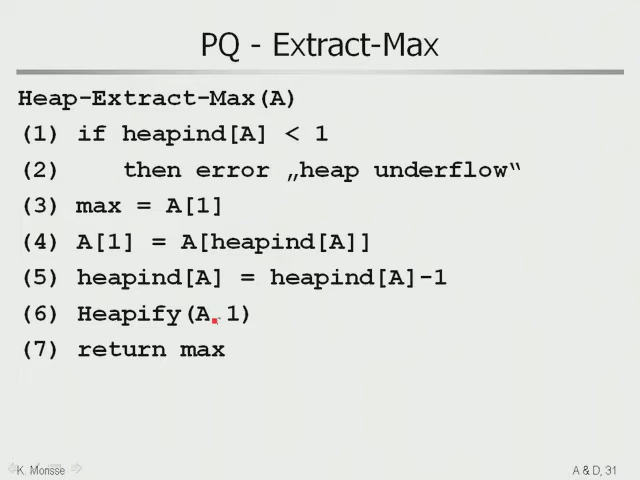 PQ - Extract-Max
Heap-Extract-Max(A)
(1) if heapind[A] < 1
(2) then error „heap underflow“
(3) max = A[1]
(4) A[1] = A[heapind[A]]
(5) heapind[A] = heapind[A]-1
(6) Heapify(A,1)
(7) return max
K. Morisse
A & D, 31